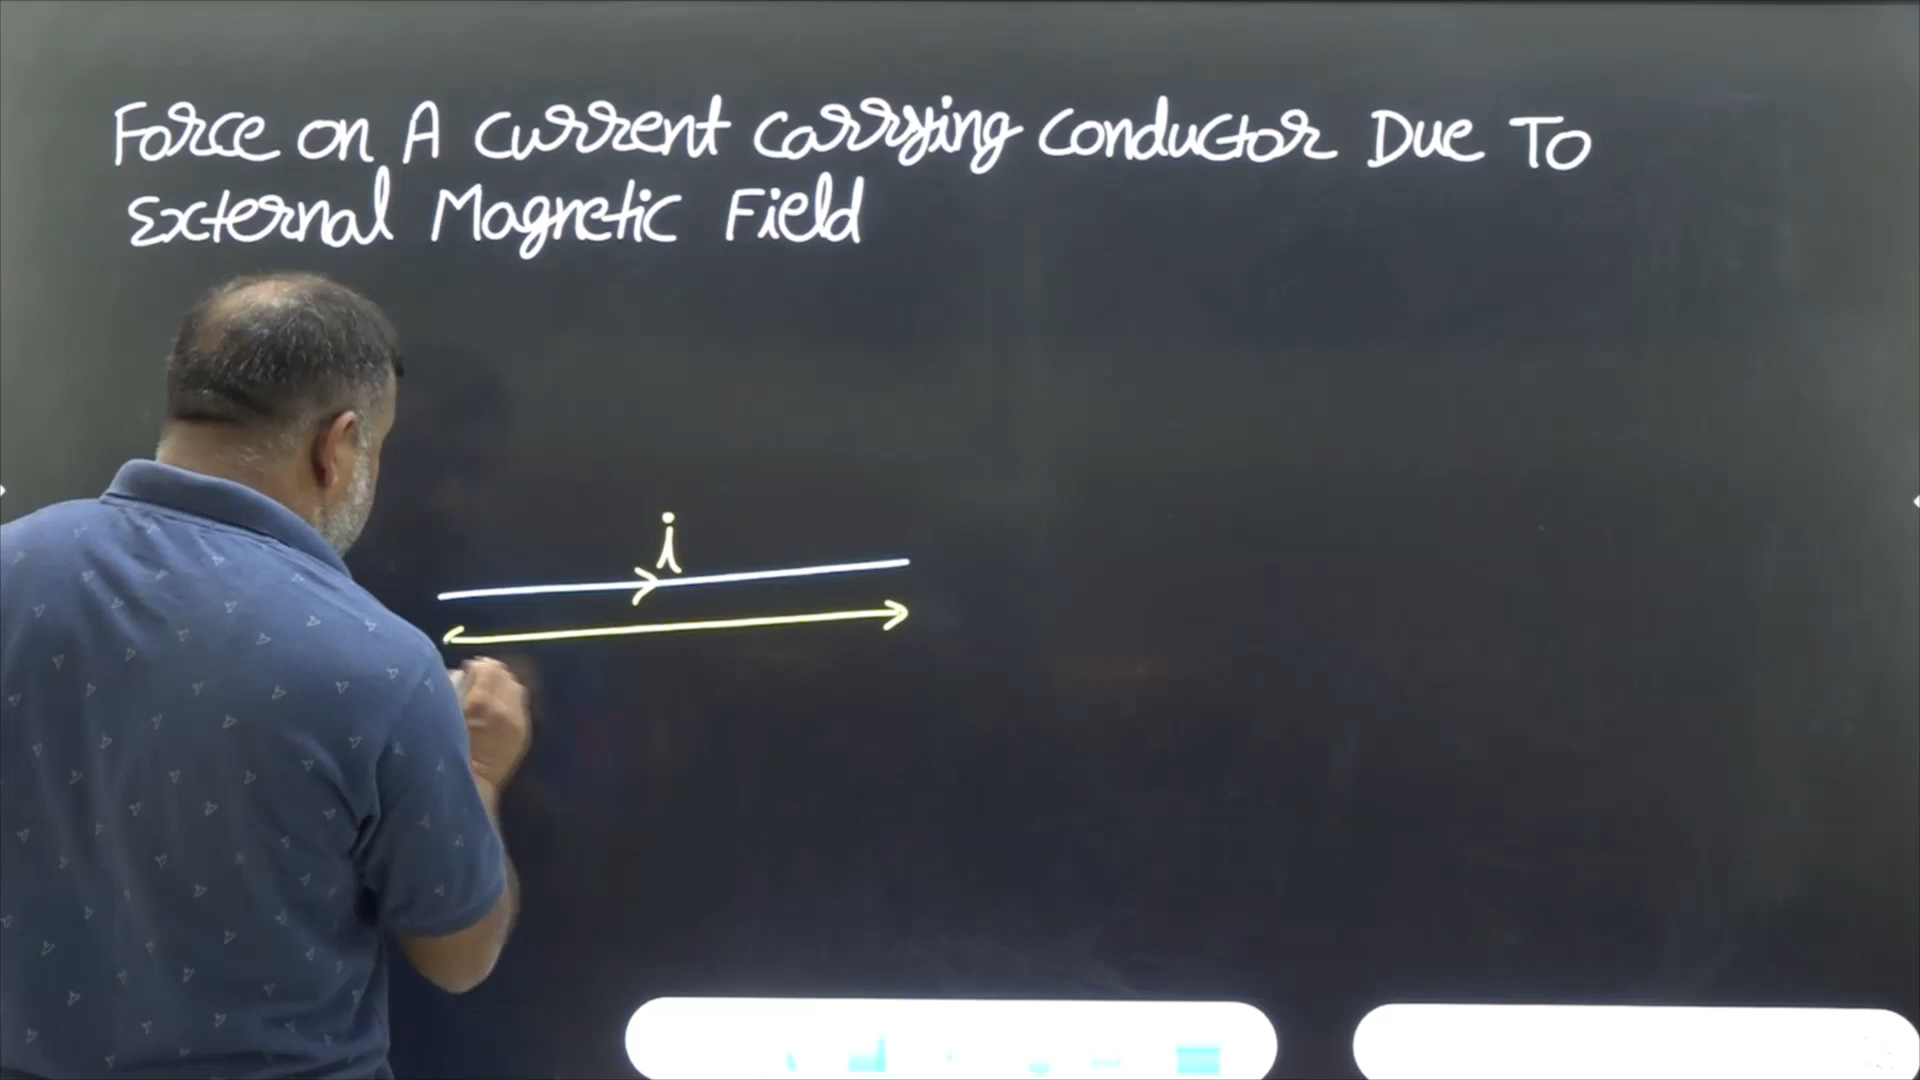 Force on A Current Carrying Conductor Due To
External Magnetic Field
i